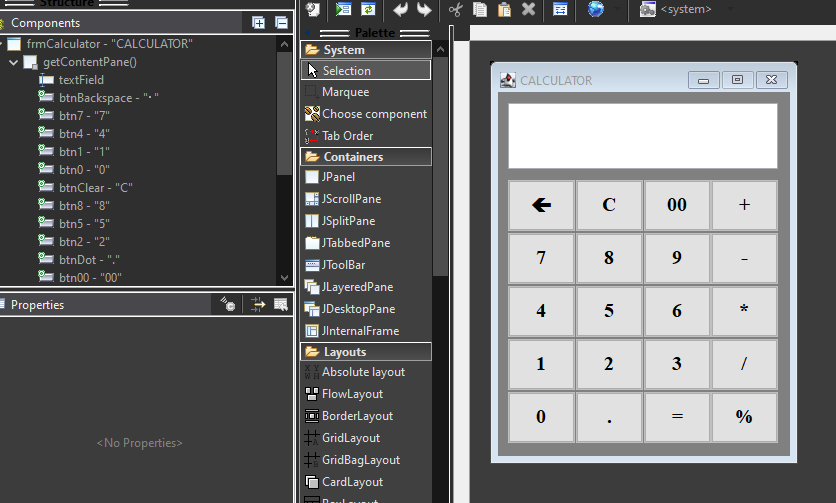 Structure
Components
frmCalculator - "CALCULATOR"
getContentPane()
textField
btn7 - "7"
btn4 - "4"
btn1 - "1"
btn0 - "0"
btnClear - "C"
btn8 - "8"
btn5 - "5"
btn2 - "2"
btnDot - "."
btn00 - "00"
Properties
<No Properties>
Palette
System
Selection
Marquee
Choose component
Tab Order
Containers
JPanel
JScrollPane
JSplitPane
JTabbedPane
JToolBar
JLayeredPane
JDesktopPane
JInternalFrame
Layouts
Absolute layout
FlowLayout
BorderLayout
GridLayout
GridBagLayout
CardLayout
<system>
CALCULATOR
🡰 C 00 +
7 8 9 -
4 5 6 *
1 2 3 /
0 . = %